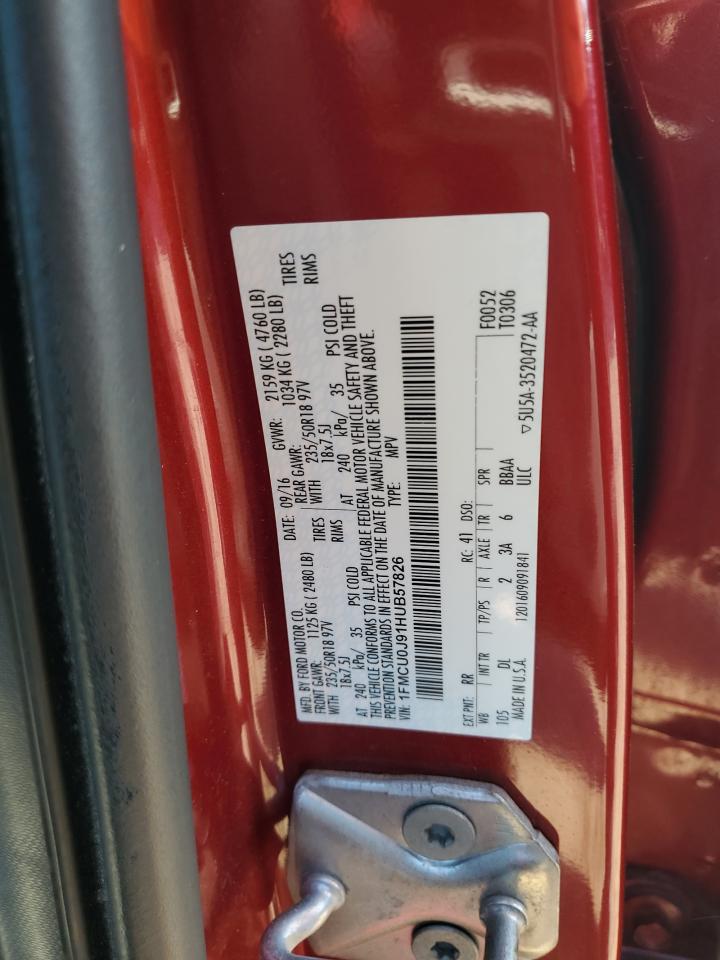 MFD. BY FORD MOTOR CO. DATE: 09/16 GVWR: 2159 KG ( 4760 LB)
FRONT GAWR: 1125 KG ( 2480 LB) REAR GAWR: 1034 KG ( 2280 LB)
WITH 235/50R18 97V TIRES WITH 235/50R18 97V TIRES
18x7.5J RIMS 18x7.5J RIMS
AT 240 kPa/ 35 PSI COLD AT 240 kPa/ 35 PSI COLD
THIS VEHICLE CONFORMS TO ALL APPLICABLE FEDERAL MOTOR VEHICLE SAFETY AND THEFT
PREVENTION STANDARDS IN EFFECT ON THE DATE OF MANUFACTURE SHOWN ABOVE.
VIN: 1FMCU0J91HUB57826 TYPE: MPV
EXT PNT: RR RC: 41 DSO: F0052
WB INT TR TP/PS R AXLE TR SPR T0306
105 DL 2 3A 6 BBAA
MADE IN U.S.A. 1201609091841 ULC ▽5U5A-3520472-AA